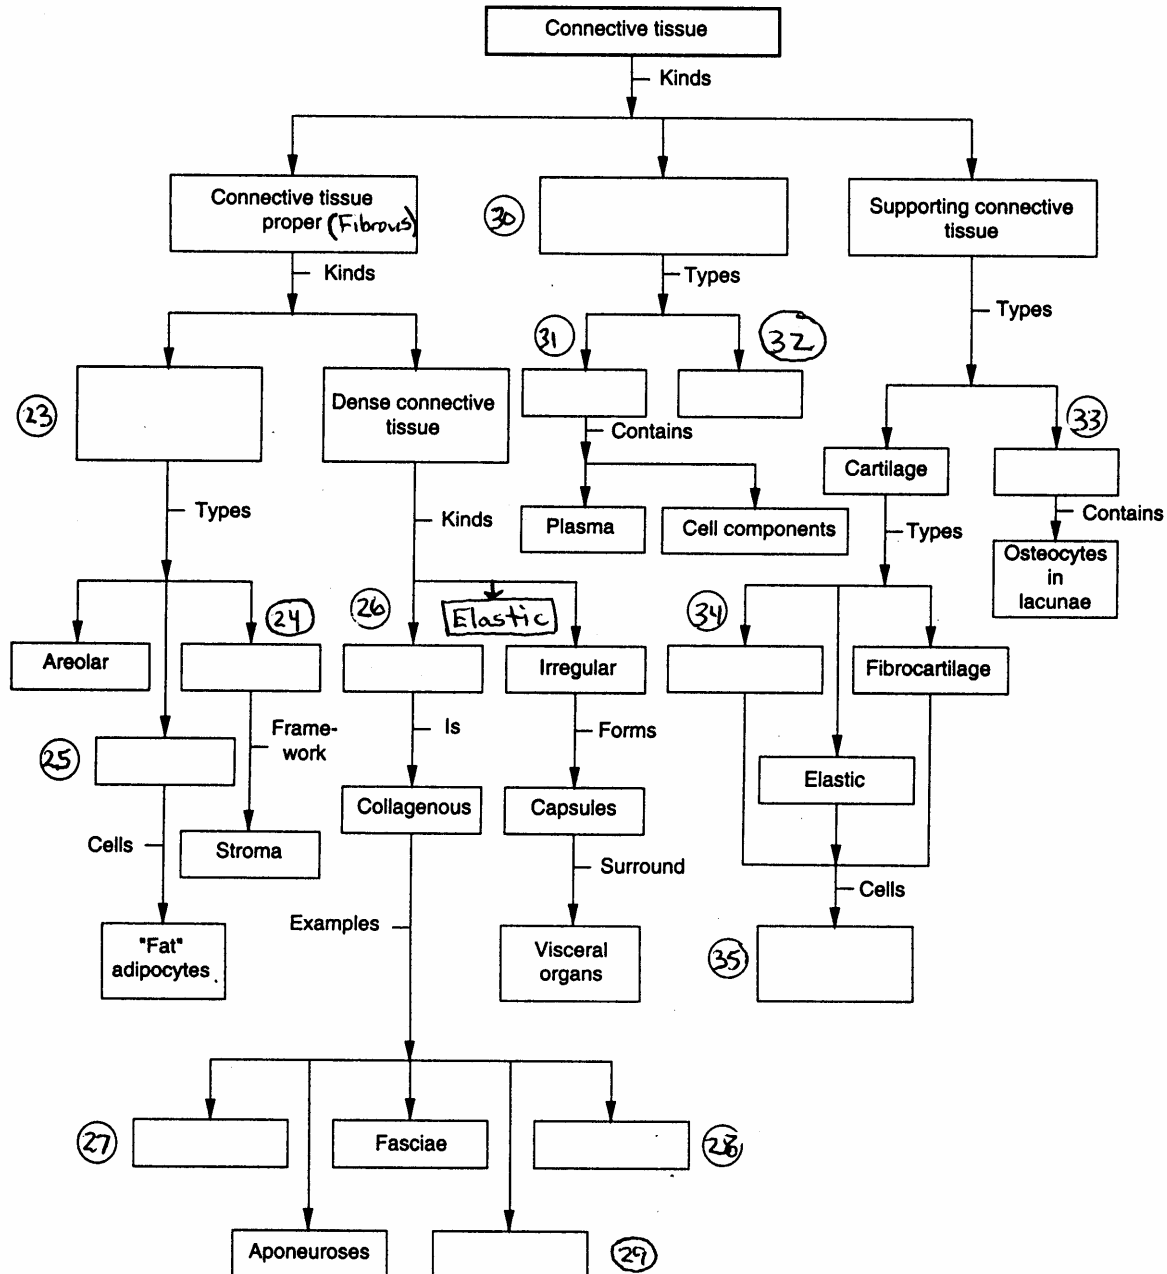 Connective tissue
Kinds
Connective tissue
proper (Fibrous)
30
Supporting connective
tissue
Kinds
Types
Types
31
32
23
Dense connective
tissue
33
Contains
Cartilage
Types
Kinds
Plasma
Cell components
Types
Contains
Osteocytes
in
lacunae
24
26
Elastic
34
Areolar
Irregular
Fibrocartilage
25
Frame-
work
Is
Forms
Elastic
Collagenous
Capsules
Cells
Stroma
Surround
Cells
Examples
"Fat"
adipocytes
Visceral
organs
35
27
Fasciae
28
Aponeuroses
29